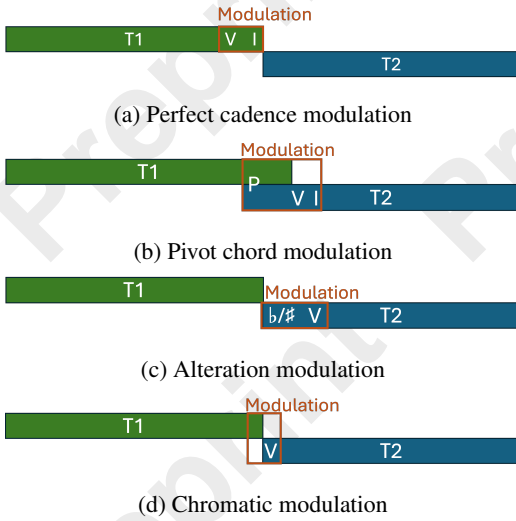 Modulation
T1 V I
T2
(a) Perfect cadence modulation
Modulation
T1
P
V I T2
(b) Pivot chord modulation
T1
Modulation
♭/♯ V T2
(c) Alteration modulation
Modulation
T1
V T2
(d) Chromatic modulation
Preprint